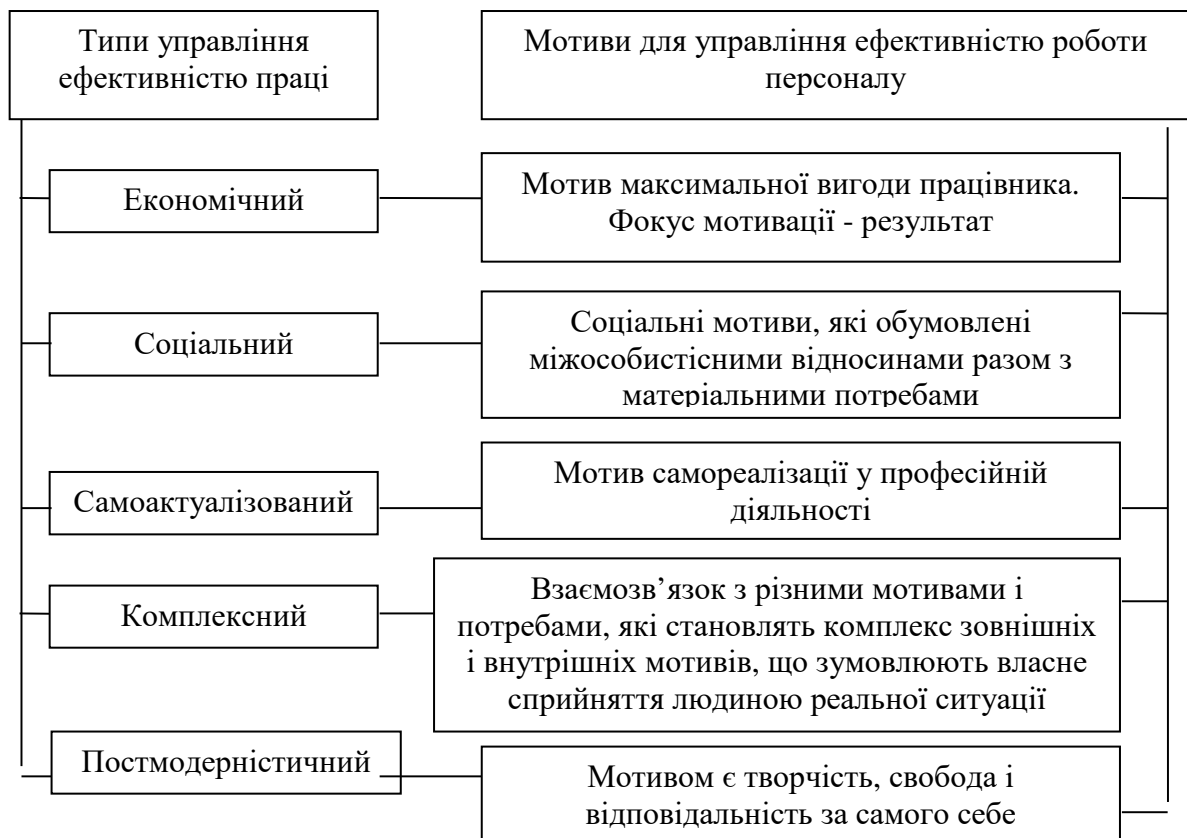 Типи управління
ефективністю праці
Мотиви для управління ефективністю роботи
персоналу
Економічний
Мотив максимальної вигоди працівника.
Фокус мотивації - результат
Соціальний
Соціальні мотиви, які обумовлені
міжособистісними відносинами разом з
матеріальними потребами
Самоактуалізований
Мотив самореалізації у професійній
діяльності
Комплексний
Взаємозв’язок з різними мотивами і
потребами, які становлять комплекс зовнішніх
і внутрішніх мотивів, що зумовлюють власне
сприйняття людиною реальної ситуації
Постмодерністичний
Мотивом є творчість, свобода і
відповідальність за самого себе